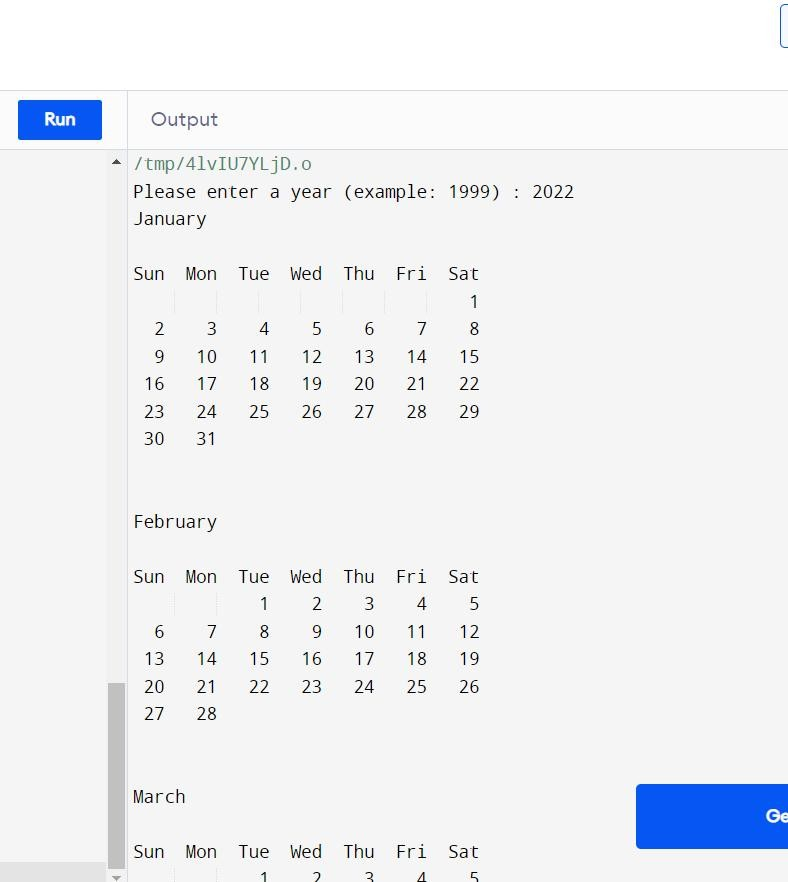 Run Output
/tmp/4lvIU7YLjD.o
Please enter a year (example: 1999) : 2022
January
Sun Mon Tue Wed Thu Fri Sat
1
2 3 4 5 6 7 8
9 10 11 12 13 14 15
16 17 18 19 20 21 22
23 24 25 26 27 28 29
30 31
February
Sun Mon Tue Wed Thu Fri Sat
1 2 3 4 5
6 7 8 9 10 11 12
13 14 15 16 17 18 19
20 21 22 23 24 25 26
27 28
March
Ge
Sun Mon Tue Wed Thu Fri Sat
1 2 3 4 5